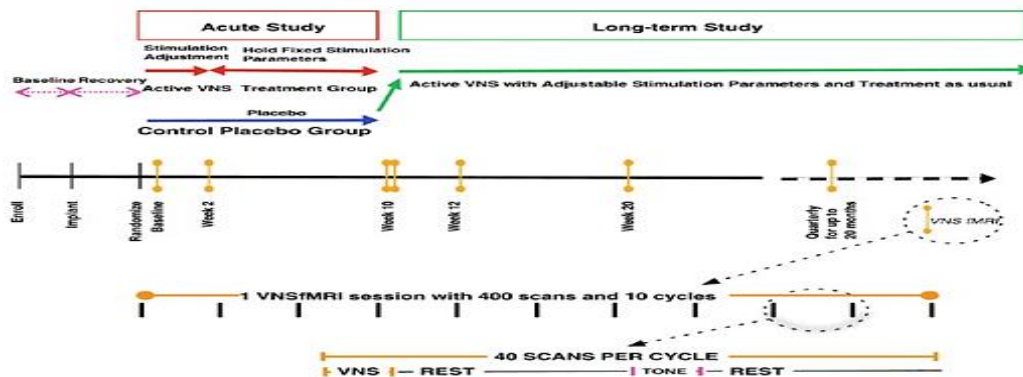 Acute Study
Long-term Study
Stimulation
Adjustment
Hold Fixed Stimulation
Parameters
Baseline Recovery
Active VNS Treatment Group
Active VNS with Adjustable Stimulation Parameters and Treatment as usual
Placebo
Control Placebo Group
Enroll
Implant
Randomize
Baseline
Week 2
Week 10
Week 12
Week 20
Quarterly
for up to
20 months
VNS fMRI
1 VNSfMRI session with 400 scans and 10 cycles
40 SCANS PER CYCLE
VNS
REST
TONE
REST